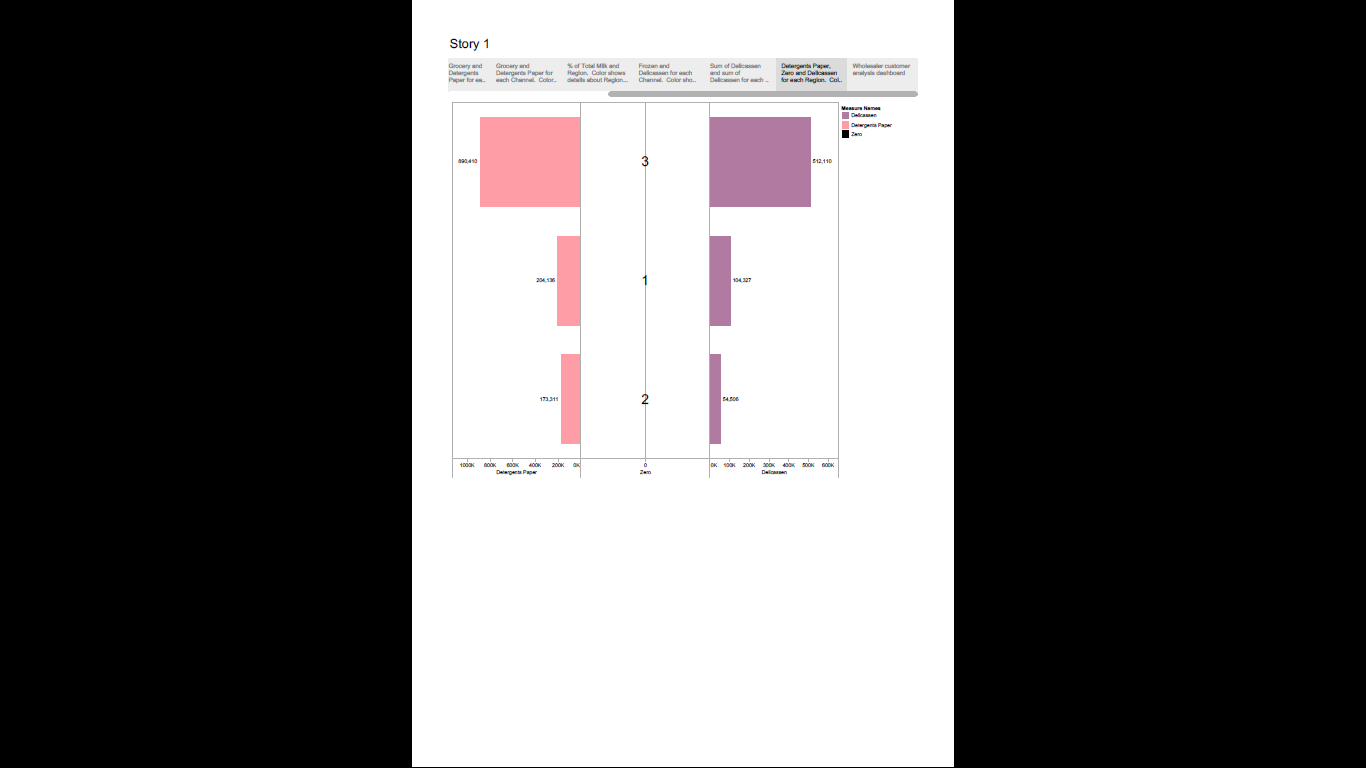 Story 1
Grocery and
Detergents
Paper for ea..
Grocery and
Detergents Paper for
each Channel. Color..
% of Total Milk and
Region. Color shows
details about Region...
Frozen and
Delicassen for each
Channel. Color sho..
Sum of Delicassen
and sum of
Delicassen for each ..
Detergents Paper,
Zero and Delicassen
for each Region. Col..
Wholesaler customer
analysis dashboard
Measure Names
Delicassen
Detergents Paper
Zero
890,410
3
512,110
204,136
1
104,327
173,311
2
54,506
1000K 800K 600K 400K 200K 0K
Detergents Paper
0
Zero
0K 100K 200K 300K 400K 500K 600K
Delicassen